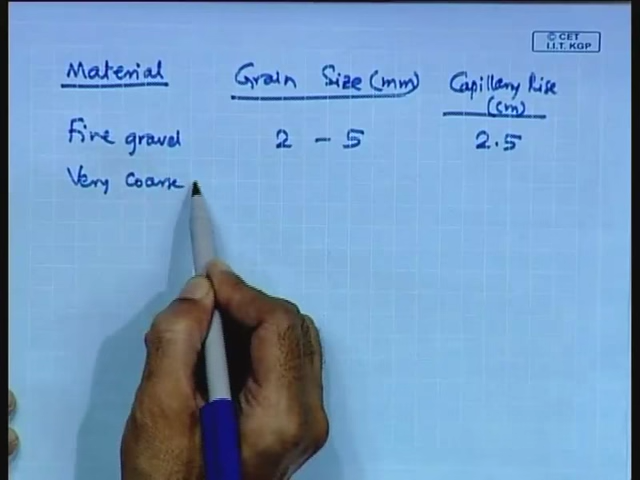 © CET
I.I.T. KGP
Material Grain Size (mm) Capillary Rise (cm)
Fine gravel 2 - 5 2.5
Very coarse